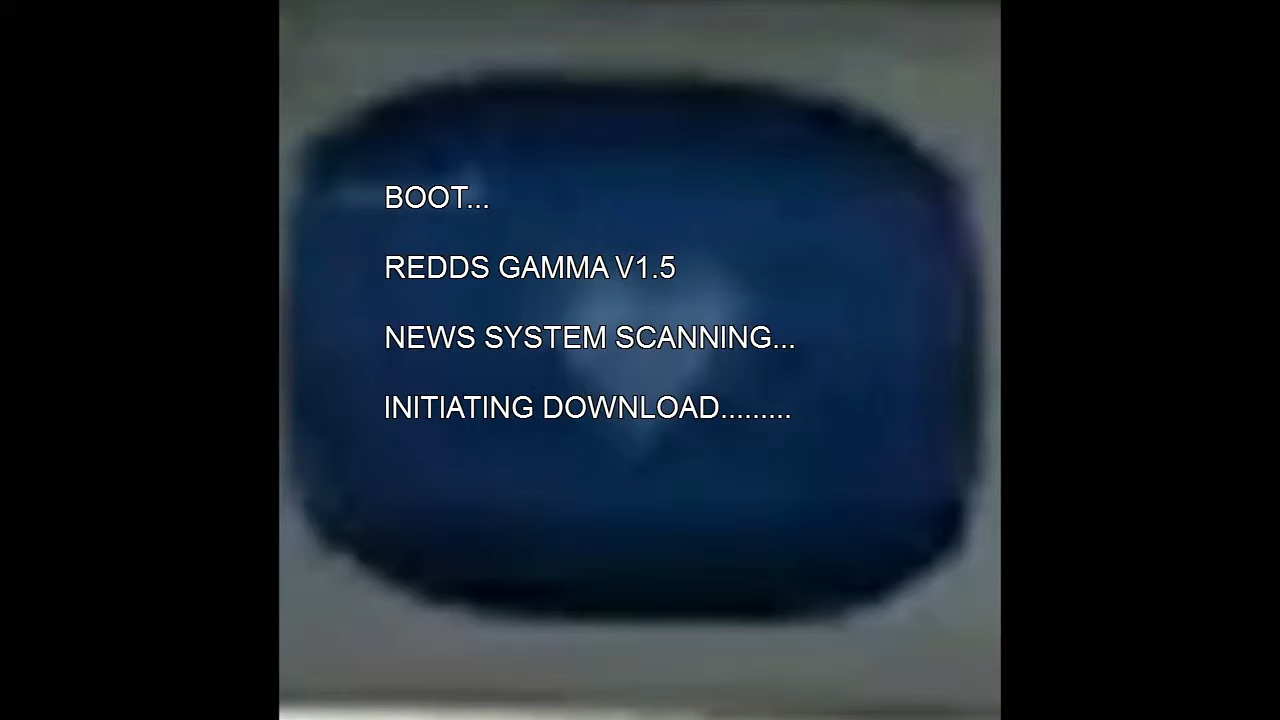 BOOT...
REDDS GAMMA V1.5
NEWS SYSTEM SCANNING...
INITIATING DOWNLOAD.........